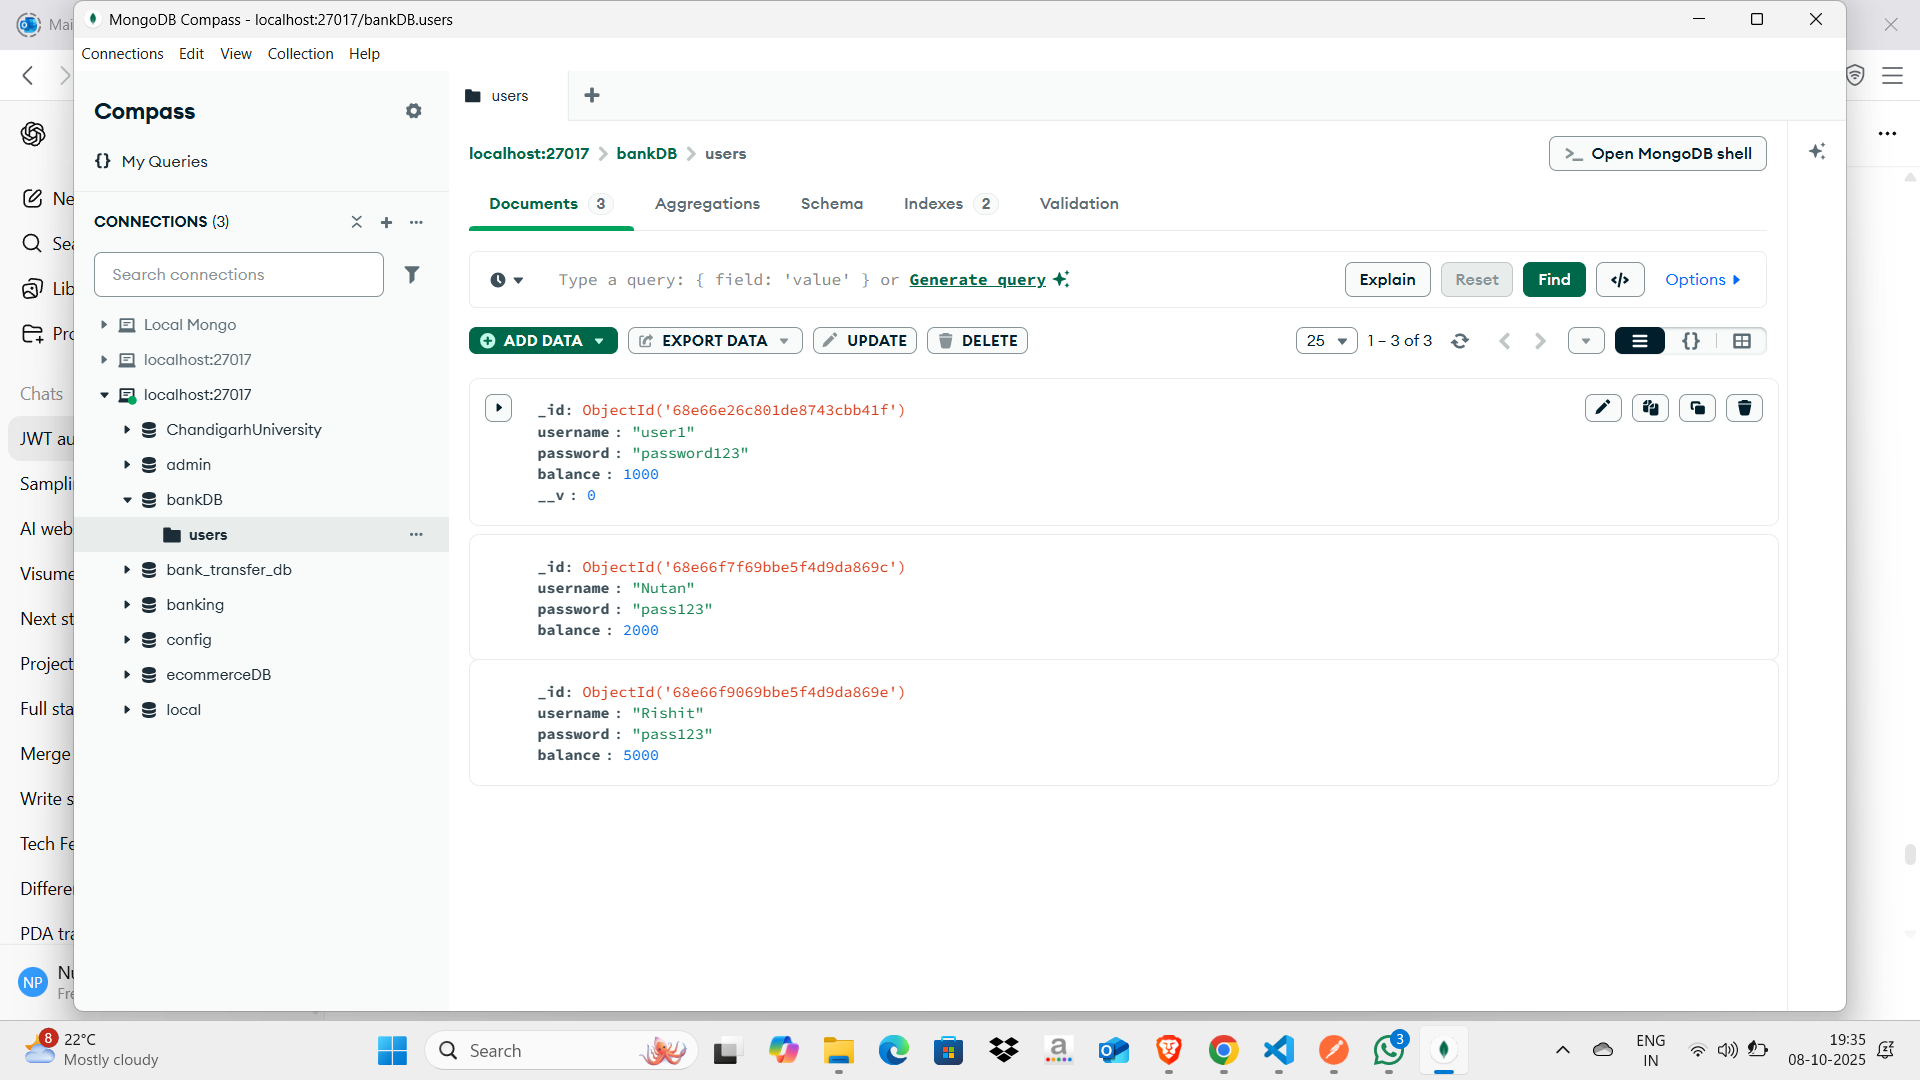 MongoDB Compass - localhost:27017/bankDB.users
Connections Edit View Collection Help
Compass
My Queries
CONNECTIONS (3)
Search connections
Local Mongo
localhost:27017
localhost:27017
ChandigarhUniversity
admin
bankDB
users
bank_transfer_db
banking
config
ecommerceDB
local
users
localhost:27017 > bankDB > users
>_ Open MongoDB shell
Documents 3 Aggregations Schema Indexes 2 Validation
Type a query: { field: 'value' } or Generate query
Explain Reset Find </> Options
ADD DATA EXPORT DATA UPDATE DELETE
25 1 – 3 of 3
_id: ObjectId('68e66e26c801de8743cbb41f')
username : "user1"
password : "password123"
balance : 1000
__v : 0
_id: ObjectId('68e66f7f69bbe5f4d9da869c')
username : "Nutan"
password : "pass123"
balance : 2000
_id: ObjectId('68e66f9069bbe5f4d9da869e')
username : "Rishit"
password : "pass123"
balance : 5000
Mai
Ne
Sea
Lib
Pro
Chats
JWT au
Sampli
AI web
Visume
Next st
Project
Full sta
Merge
Write s
Tech Fe
Differe
PDA tra
NP
Nu
Fre
8
22°C
Mostly cloudy
Search
3
ENG
IN
19:35
08-10-2025